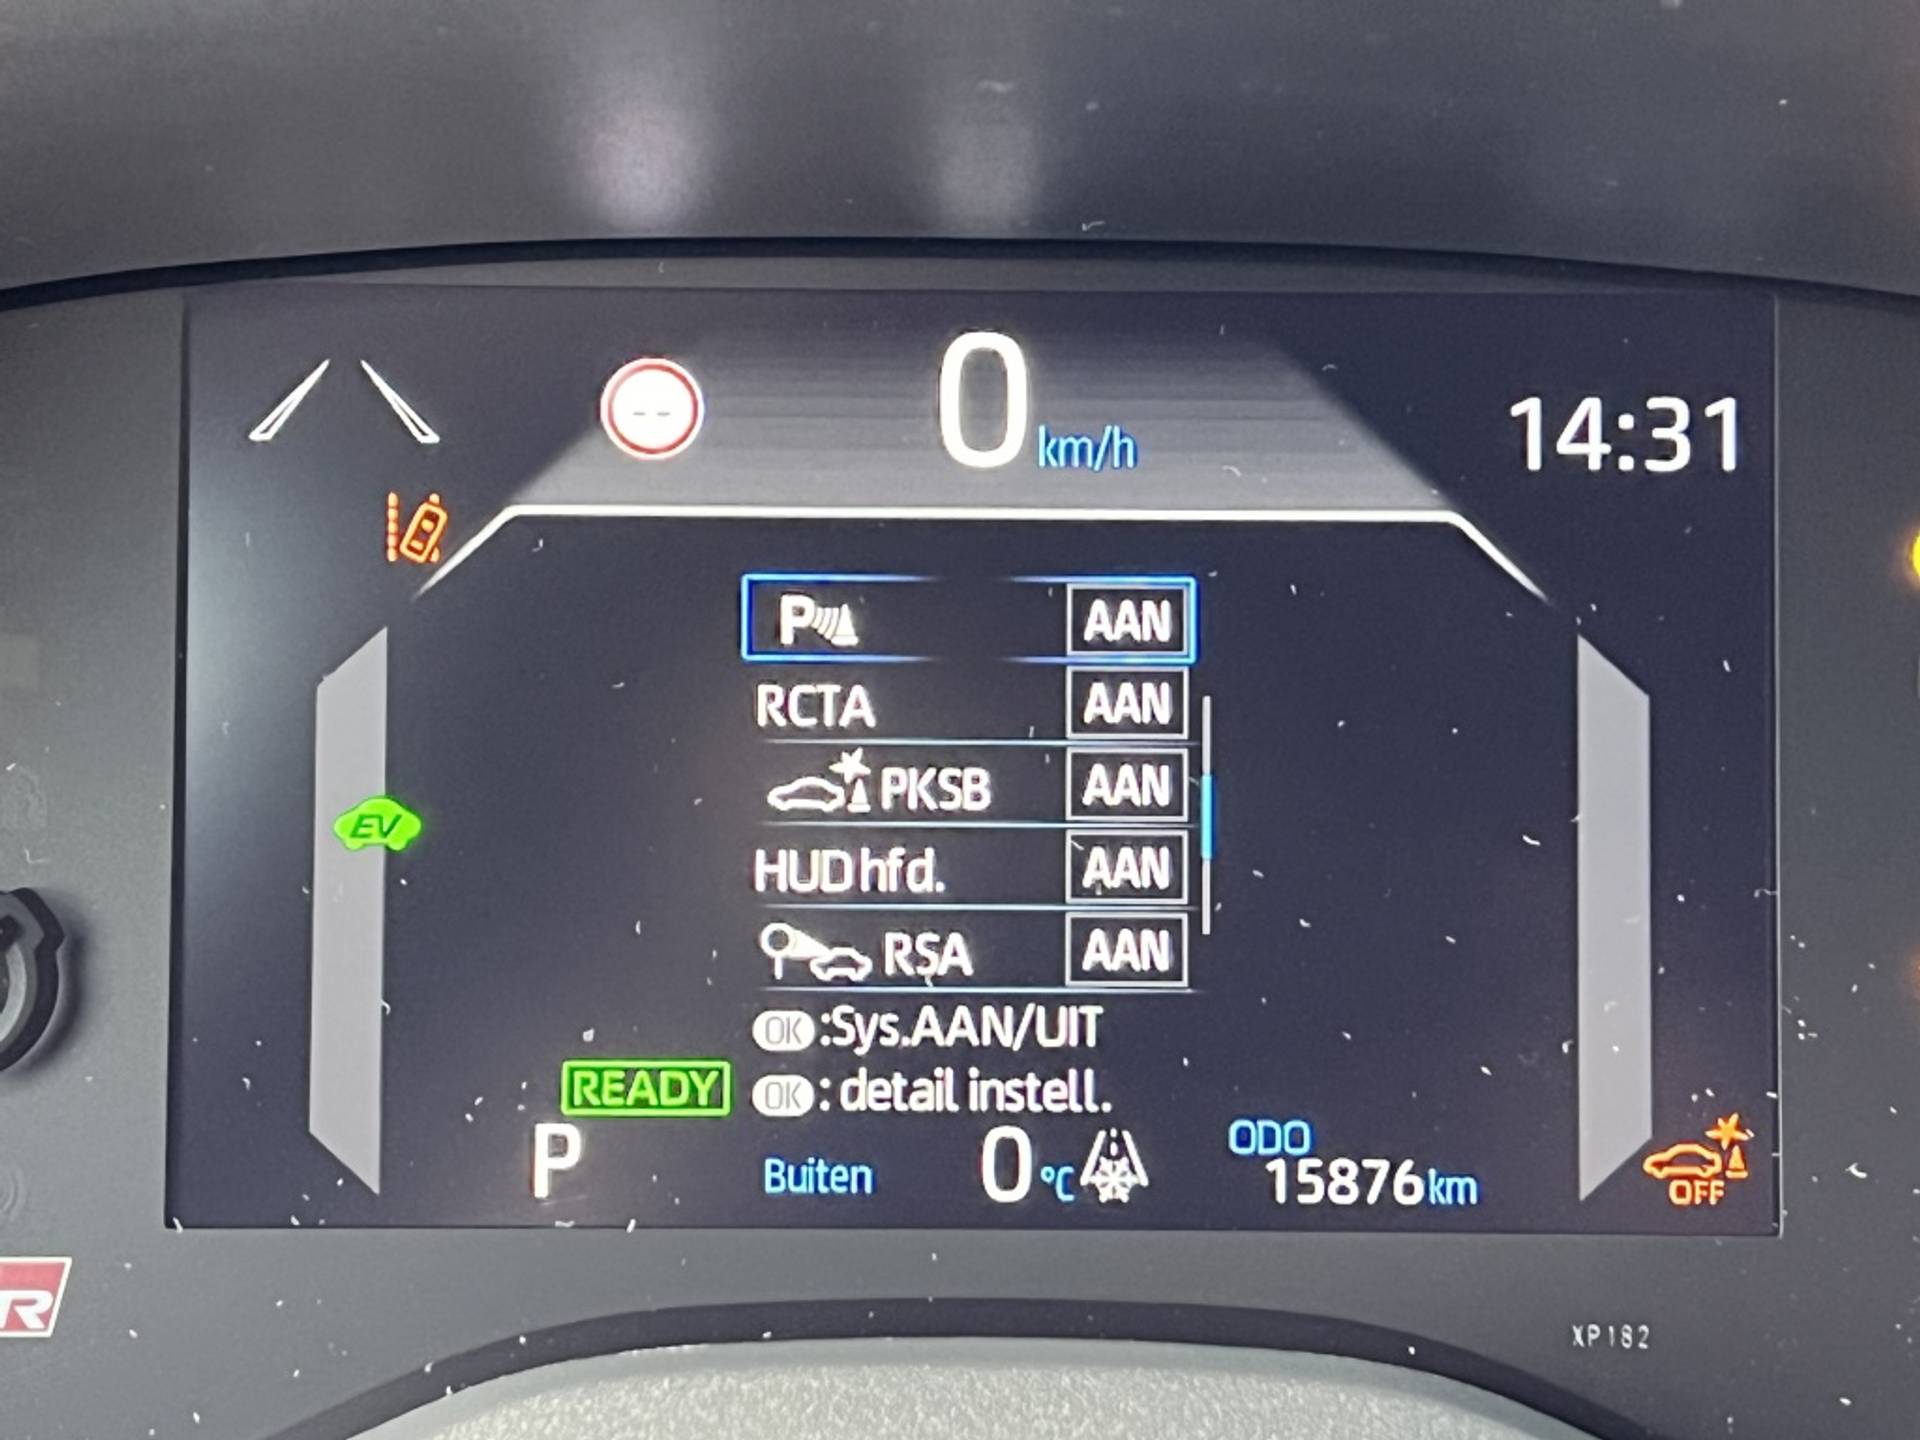 0 km/h
14:31
P AAN
RCTA AAN
PKSB AAN
EV
HUD hfd. AAN
RSA AAN
OK :Sys.AAN/UIT
READY
OK : detail instell.
P
Buiten 0 °C
ODO
15876 km
OFF
R
XP182